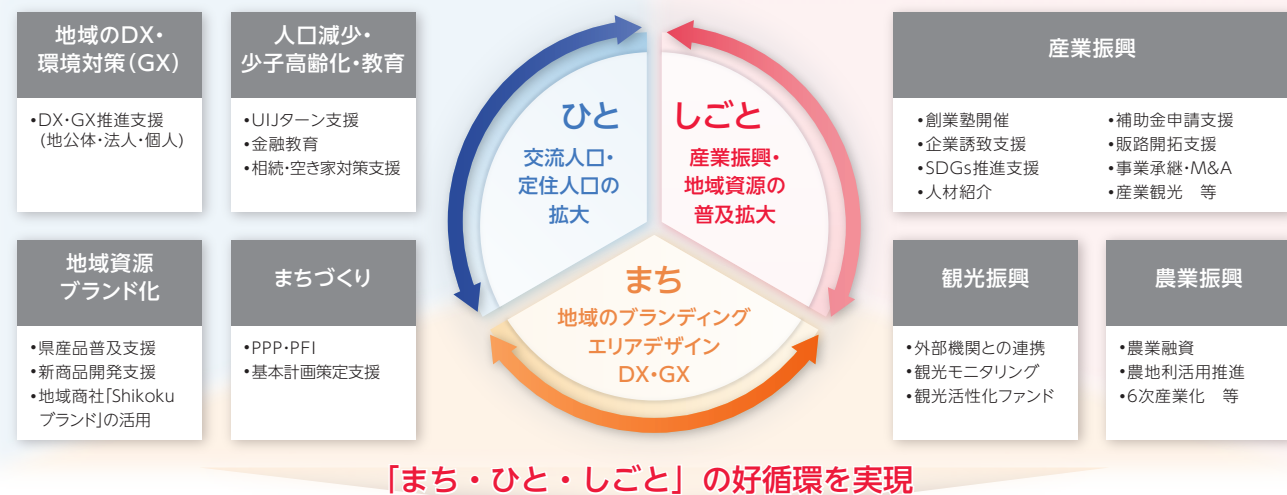 地域のDX・
環境対策(GX)
•DX・GX推進支援
(地公体・法人・個人)
人口減少・
少子高齢化・教育
•UIJターン支援
•金融教育
•相続・空き家対策支援
ひと
交流人口・
定住人口の
拡大
しごと
産業振興・
地域資源の
普及拡大
産業振興
•創業塾開催
•企業誘致支援
•SDGs推進支援
•人材紹介
•補助金申請支援
•販路開拓支援
•事業承継・M&A
•産業観光 等
地域資源
ブランド化
•県産品普及支援
•新商品開発支援
•地域商社「Shikoku
ブランド」の活用
まちづくり
•PPP・PFI
•基本計画策定支援
まち
地域のブランディング
エリアデザイン
DX・GX
観光振興
•外部機関との連携
•観光モニタリング
•観光活性化ファンド
農業振興
•農業融資
•農地利活用推進
•6次産業化 等
「まち・ひと・しごと」の好循環を実現